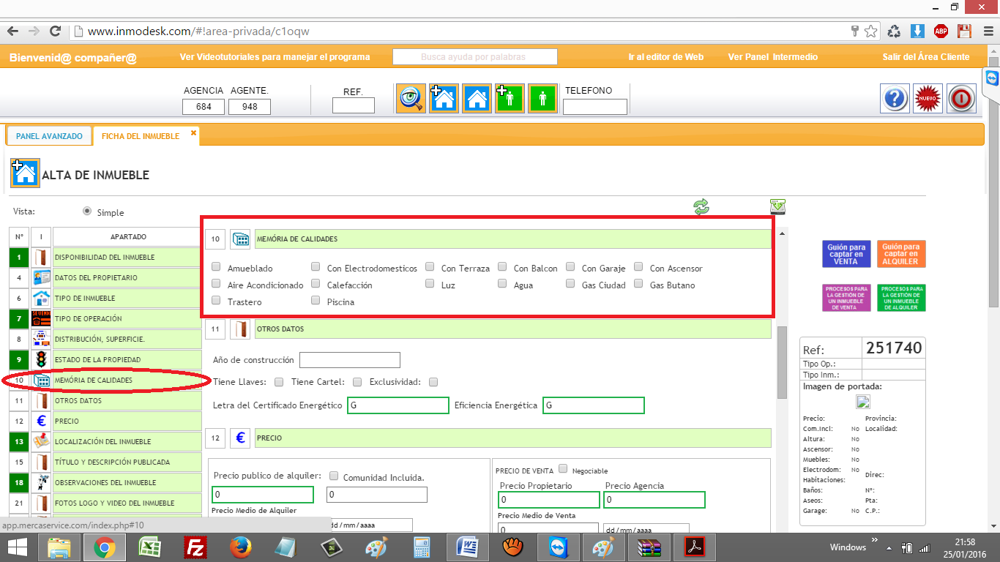 www.inmodesk.com/#!area-privada/c1oqw
ABP
Bienvenid@ compañer@
Ver Videotutoriales para manejar el programa
Busca ayuda por palabras
Ir al editor de Web
Ver Panel Intermedio
Salir del Área Cliente
AGENCIA AGENTE.
684 948
REF.
TELEFONO
NUEVO
PANEL AVANZADO
FICHA DEL INMUEBLE
ALTA DE INMUEBLE
Vista:
Simple
Nº I APARTADO
1 DISPONIBILIDAD DEL INMUEBLE
4 DATOS DEL PROPIETARIO
6 TIPO DE INMUEBLE
7 SE VENDE TIPO DE OPERACIÓN
8 DISTRIBUCIÓN, SUPERFICIE.
9 ESTADO DE LA PROPIEDAD
10 MEMÓRIA DE CALIDADES
11 OTROS DATOS
12 € PRECIO
13 LOCALIZACIÓN DEL INMUEBLE
15 TÍTULO Y DESCRIPCIÓN PUBLICADA
18 OBSERVACIONES DEL INMUEBLE
21 FOTOS LOGO Y VIDEO DEL INMUEBLE
app.mercaservice.com/index.php#10
10 MEMÓRIA DE CALIDADES
Amueblado Con Electrodomesticos Con Terraza Con Balcon Con Garaje Con Ascensor
Aire Acondicionado Calefacción Luz Agua Gas Ciudad Gas Butano
Trastero Piscina
11 OTROS DATOS
Año de construcción
Tiene Llaves: Tiene Cartel: Exclusividad:
Letra del Certificado Energético G Eficiencia Energética G
12 € PRECIO
Precio publico de alquiler: Comunidad Incluida.
0 0
Precio Medio de Alquiler
dd/mm/aaaa
PRECIO DE VENTA Negociable
Precio Propietario Precio Agencia
0 0
Precio Medio de Venta
0 dd/mm/aaaa
Guión para
captar en
VENTA
Guión para
captar en
ALQUILER
PROCESOS PARA
LA GESTIÓN DE
UN INMUEBLE
DE VENTA
PROCESOS PARA
LA GESTIÓN DE
UN INMUEBLE
DE ALQUILER
Ref: 251740
Tipo Op.:
Tipo Inm.:
Imagen de portada:
Precio: Provincia:
Com.Incl: No Localidad:
Altura: No
Ascensor: No
Muebles: No
Electrodom: No
Direc:
Habitaciones:
Baños: Nº:
Aseos: Pta:
Garage: No C.P.:
Windows
21:58
25/01/2016